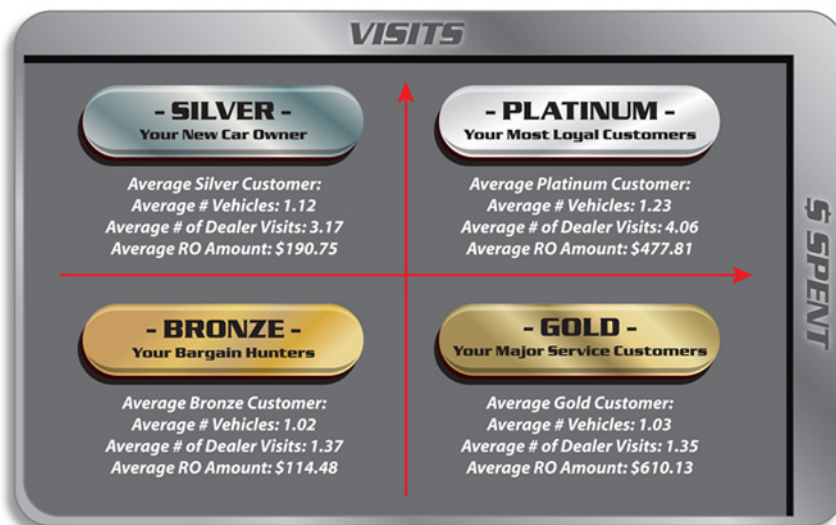 VISITS
- SILVER -
Your New Car Owner
Average Silver Customer:
Average # Vehicles: 1.12
Average # of Dealer Visits: 3.17
Average RO Amount: $190.75
- PLATINUM -
Your Most Loyal Customers
Average Platinum Customer:
Average # Vehicles: 1.23
Average # of Dealer Visits: 4.06
Average RO Amount: $477.81
$ SPENT
- BRONZE -
Your Bargain Hunters
Average Bronze Customer:
Average # Vehicles: 1.02
Average # of Dealer Visits: 1.37
Average RO Amount: $114.48
- GOLD -
Your Major Service Customers
Average Gold Customer:
Average # Vehicles: 1.03
Average # of Dealer Visits: 1.35
Average RO Amount: $610.13